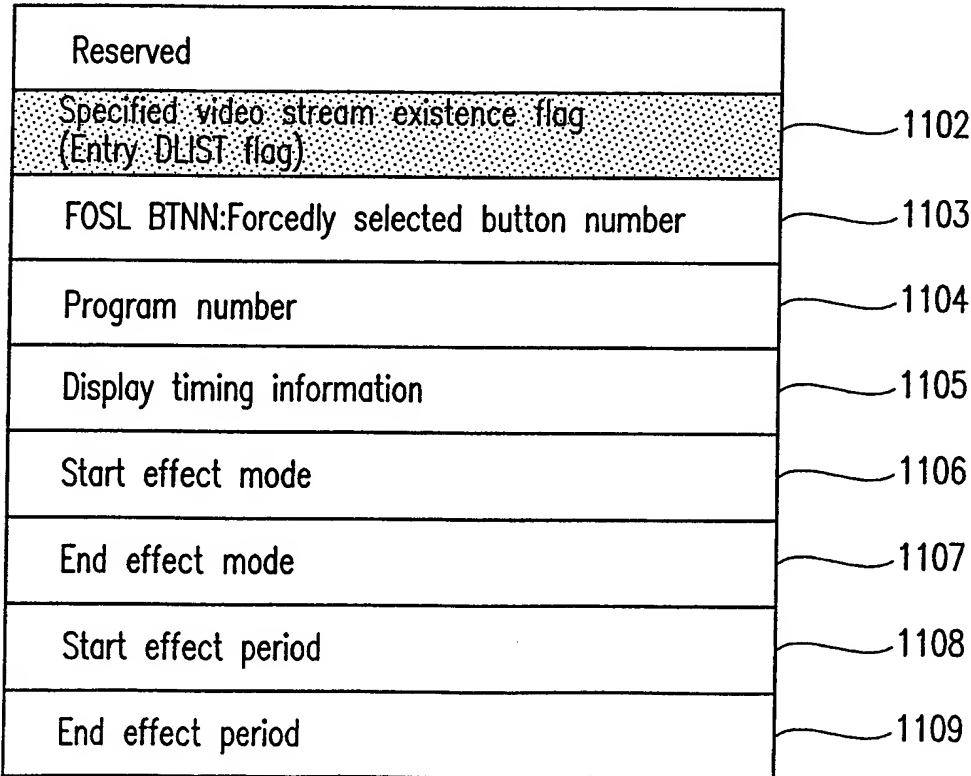 Reserved
Specified video stream existence flag
(Entry DLIST flag)
1102
FOSL BTNN:Forcedly selected button number
1103
Program number
1104
Display timing information
1105
Start effect mode
1106
End effect mode
1107
Start effect period
1108
End effect period
1109